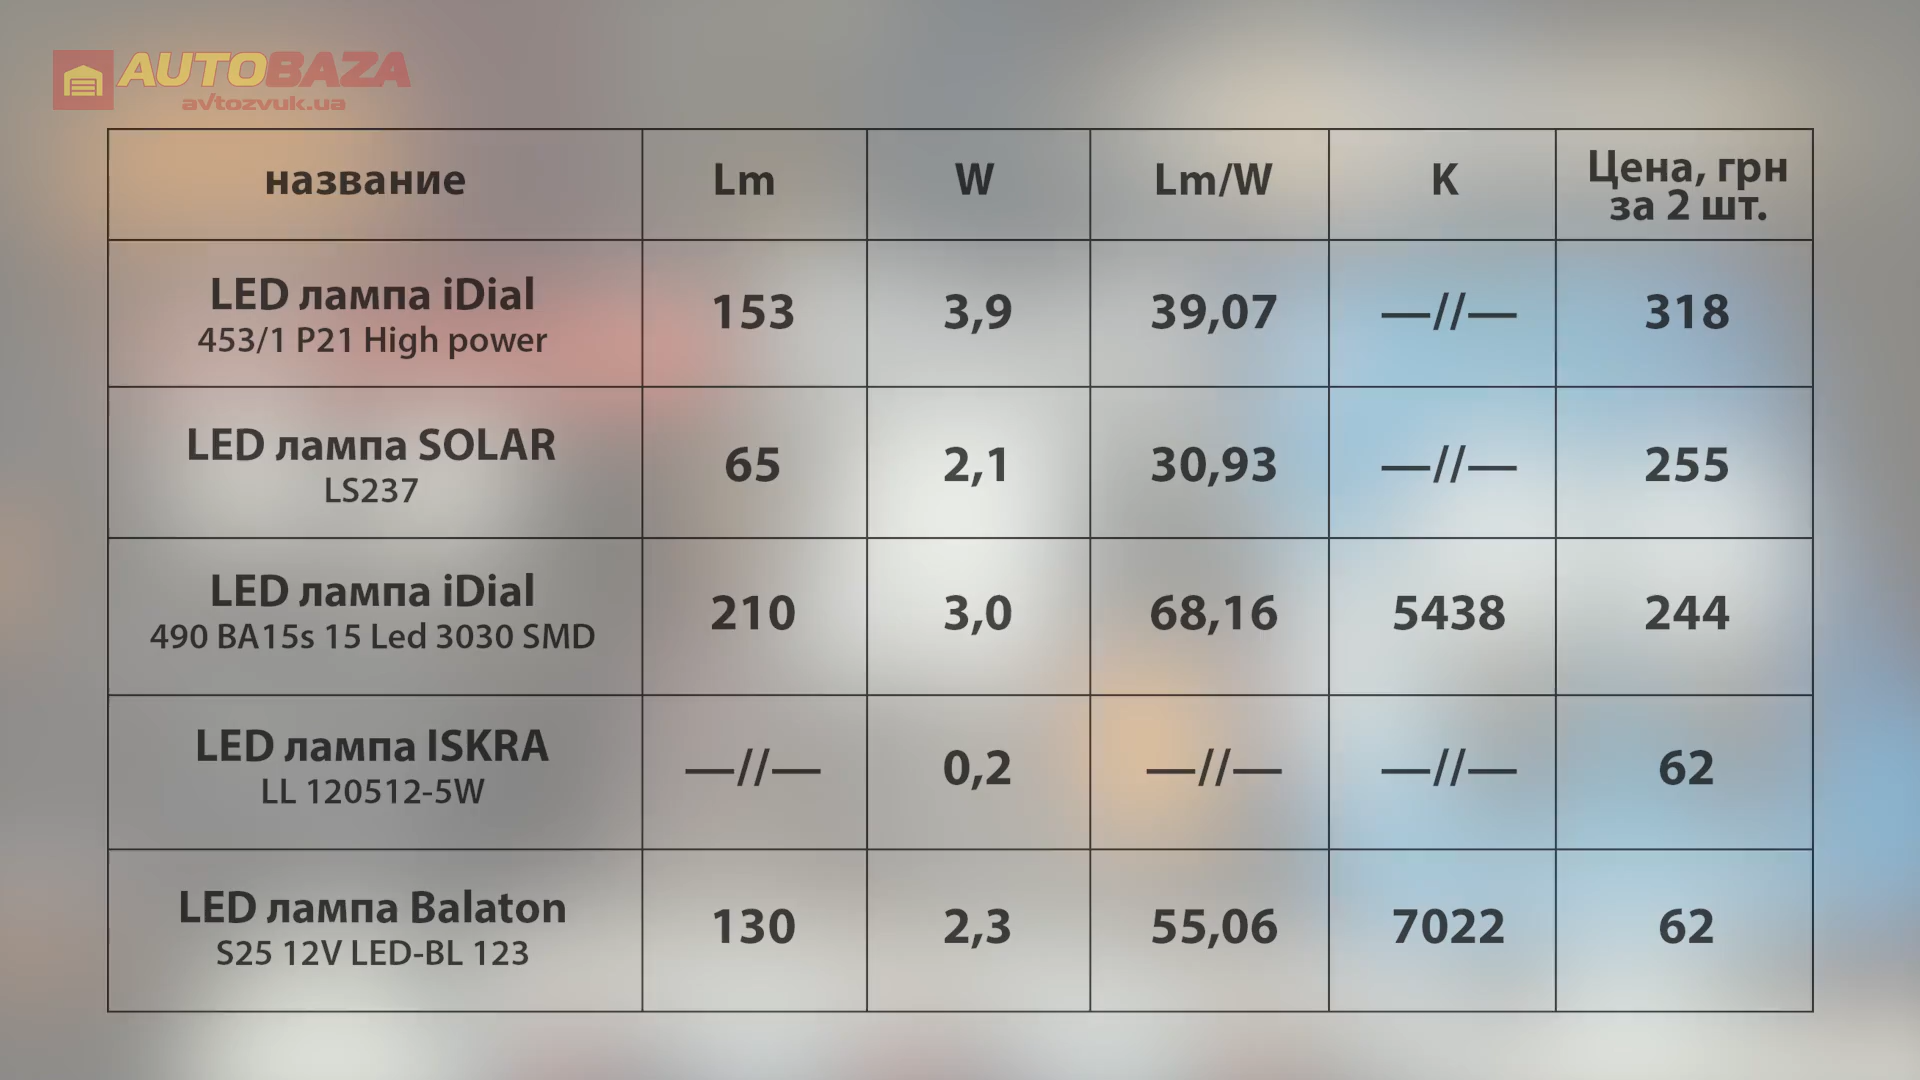 AUTOBAZA
avtozvuk.ua
название Lm W Lm/W K Цена, грн
за 2 шт.
LED лампа iDial
453/1 P21 High power
153 3,9 39,07 —//— 318
LED лампа SOLAR
LS237
65 2,1 30,93 —//— 255
LED лампа iDial
490 BA15s 15 Led 3030 SMD
210 3,0 68,16 5438 244
LED лампа ISKRA
LL 120512-5W
—//— 0,2 —//— —//— 62
LED лампа Balaton
S25 12V LED-BL 123
130 2,3 55,06 7022 62